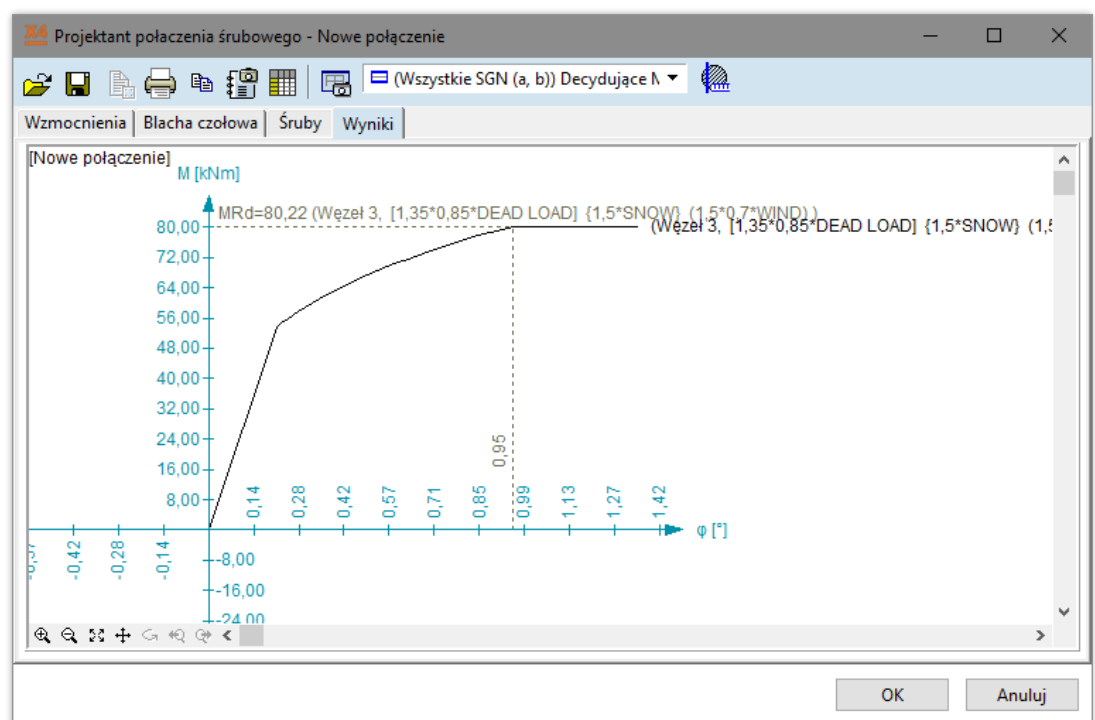 Projektant połaczenia śrubowego - Nowe połączenie
(Wszystkie SGN (a, b)) Decydujące
Wzmocnienia Blacha czołowa Śruby Wyniki
[Nowe połączenie]
M [kNm]
MRd=80,22 (Węzeł 3, [1,35*0,85*DEAD LOAD] {1,5*SNOW} (1,5*0,7*WIND) )
80,00
(Węzeł 3, [1,35*0,85*DEAD LOAD] {1,5*SNOW}
72,00
64,00
56,00
48,00
40,00
32,00
24,00
0,95
16,00
8,00
0,14 0,28 0,42 0,57 0,71 0,85 0,99 1,13 1,27 1,42
φ [°]
-0,42 -0,28 -0,14
-8,00
-16,00
-24,00
OK Anuluj